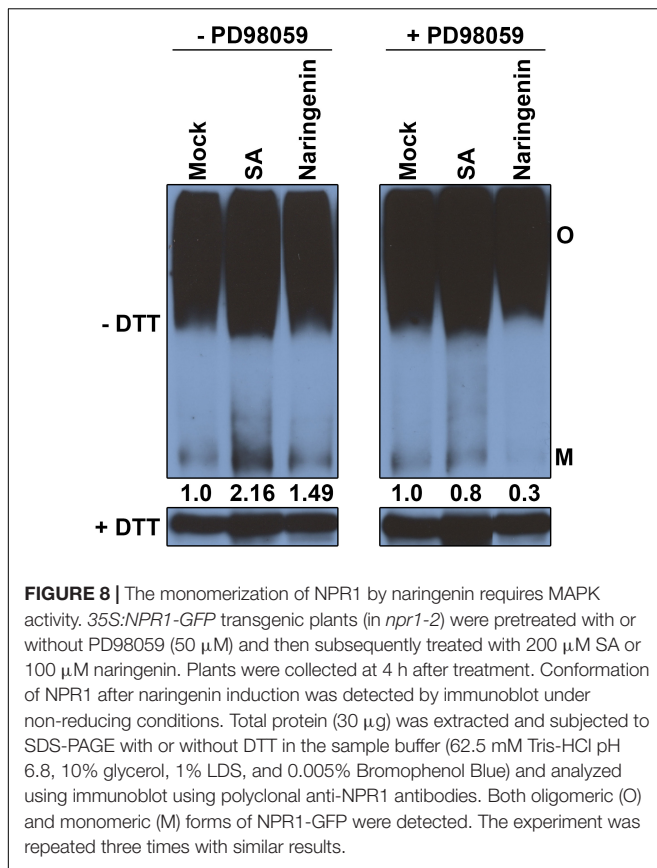 - PD98059
+ PD98059
Mock
SA
Naringenin
Mock
SA
Naringenin
O
- DTT
M
1.0 2.16 1.49
1.0 0.8 0.3
+ DTT
FIGURE 8 | The monomerization of NPR1 by naringenin requires MAPK
activity. 35S:NPR1-GFP transgenic plants (in npr1-2) were pretreated with or
without PD98059 (50 μM) and then subsequently treated with 200 μM SA or
100 μM naringenin. Plants were collected at 4 h after treatment. Conformation
of NPR1 after naringenin induction was detected by immunoblot under
non-reducing conditions. Total protein (30 μg) was extracted and subjected to
SDS-PAGE with or without DTT in the sample buffer (62.5 mM Tris-HCl pH
6.8, 10% glycerol, 1% LDS, and 0.005% Bromophenol Blue) and analyzed
using immunoblot using polyclonal anti-NPR1 antibodies. Both oligomeric (O)
and monomeric (M) forms of NPR1-GFP were detected. The experiment was
repeated three times with similar results.